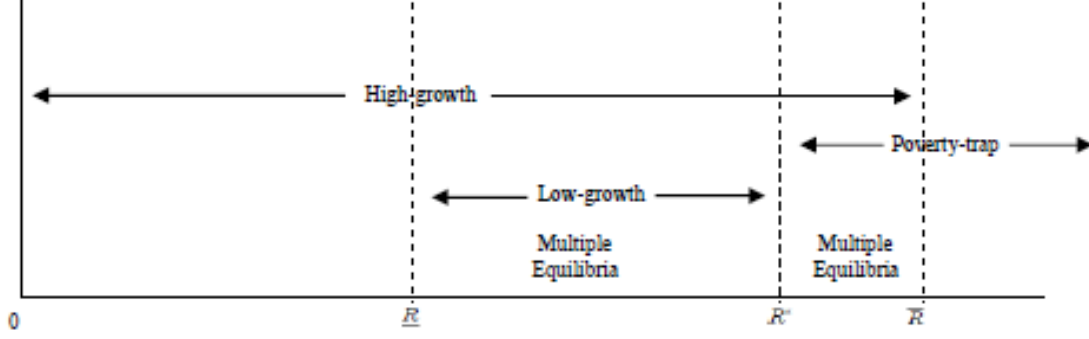 High-growth
Poverty-trap
Low-growth
Multiple
Equilibria
Multiple
Equilibria
0
R̲
R*
R̅